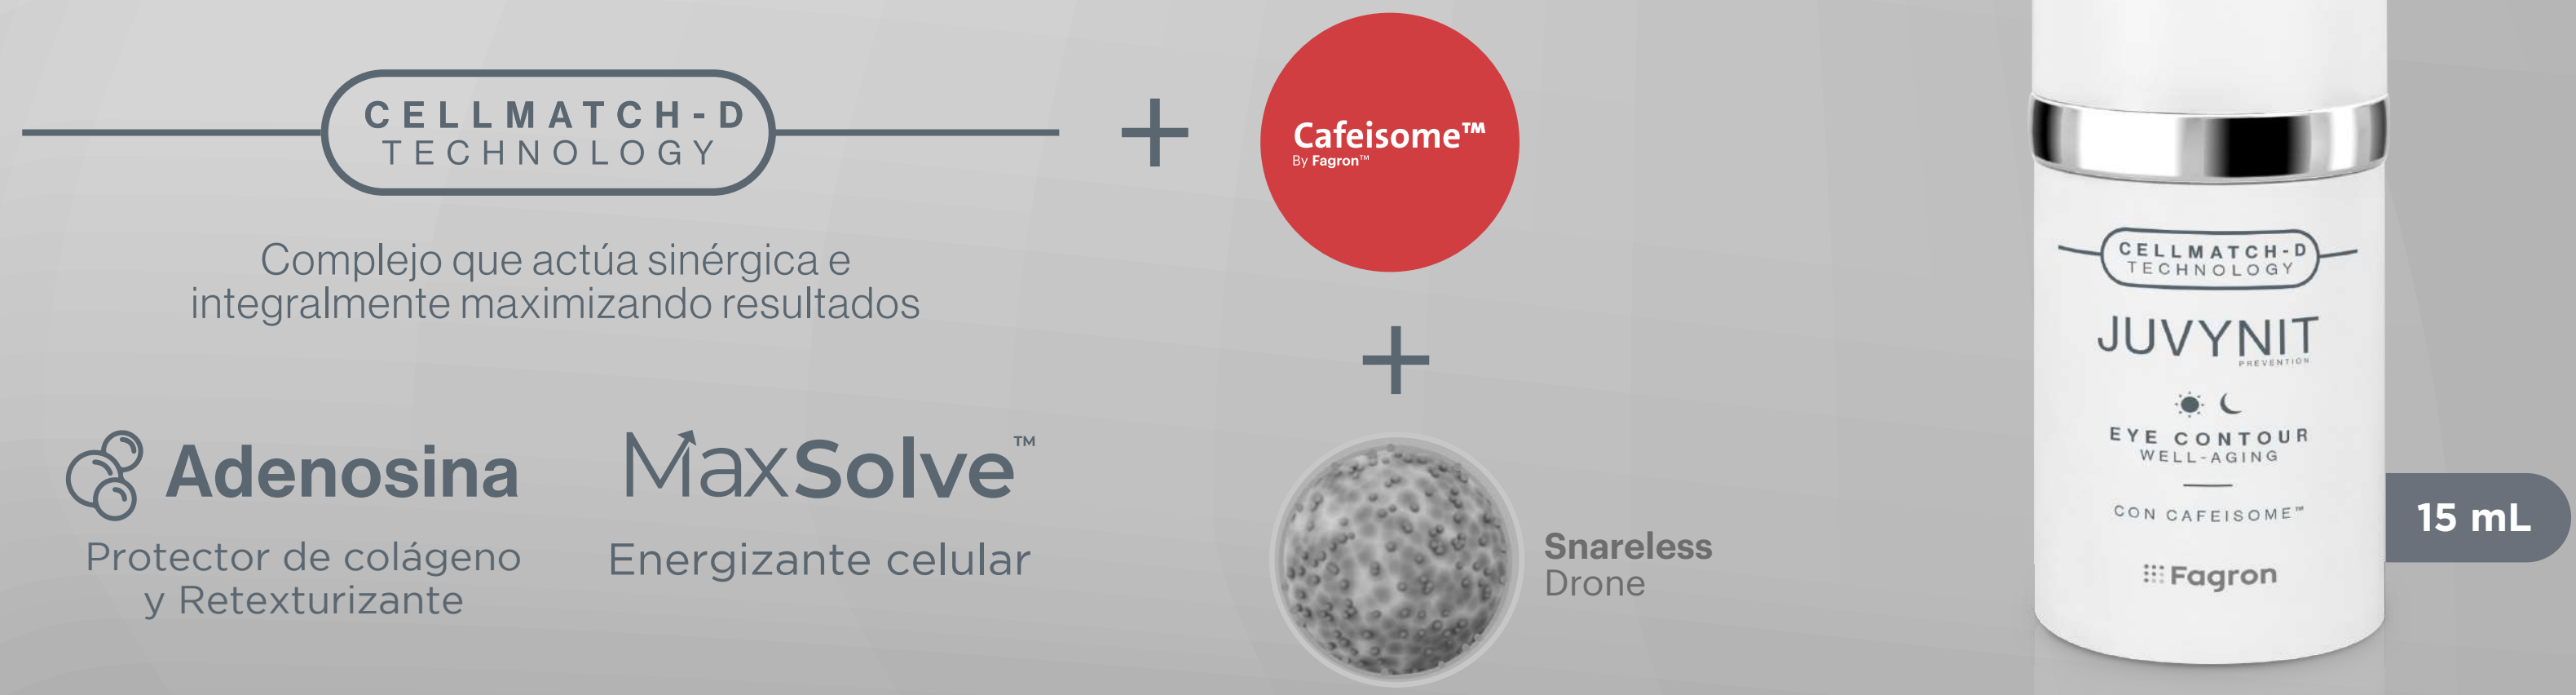 CELLMATCH-D
TECHNOLOGY
Complejo que actúa sinérgica e
integralmente maximizando resultados
Adenosina
Protector de colágeno
y Retexturizante
MaxSolve™
Energizante celular
+
Cafeisome™
By Fagron™
+
Snareless
Drone
CELLMATCH-D
TECHNOLOGY
JUVYNIT
PREVENTION
EYE CONTOUR
WELL-AGING
CON CAFEISOME™
Fagron
15 mL